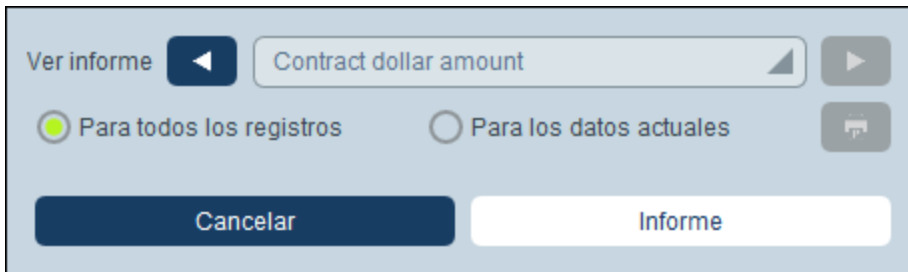 Ver informe Contract dollar amount
Para todos los registros Para los datos actuales
Cancelar Informe